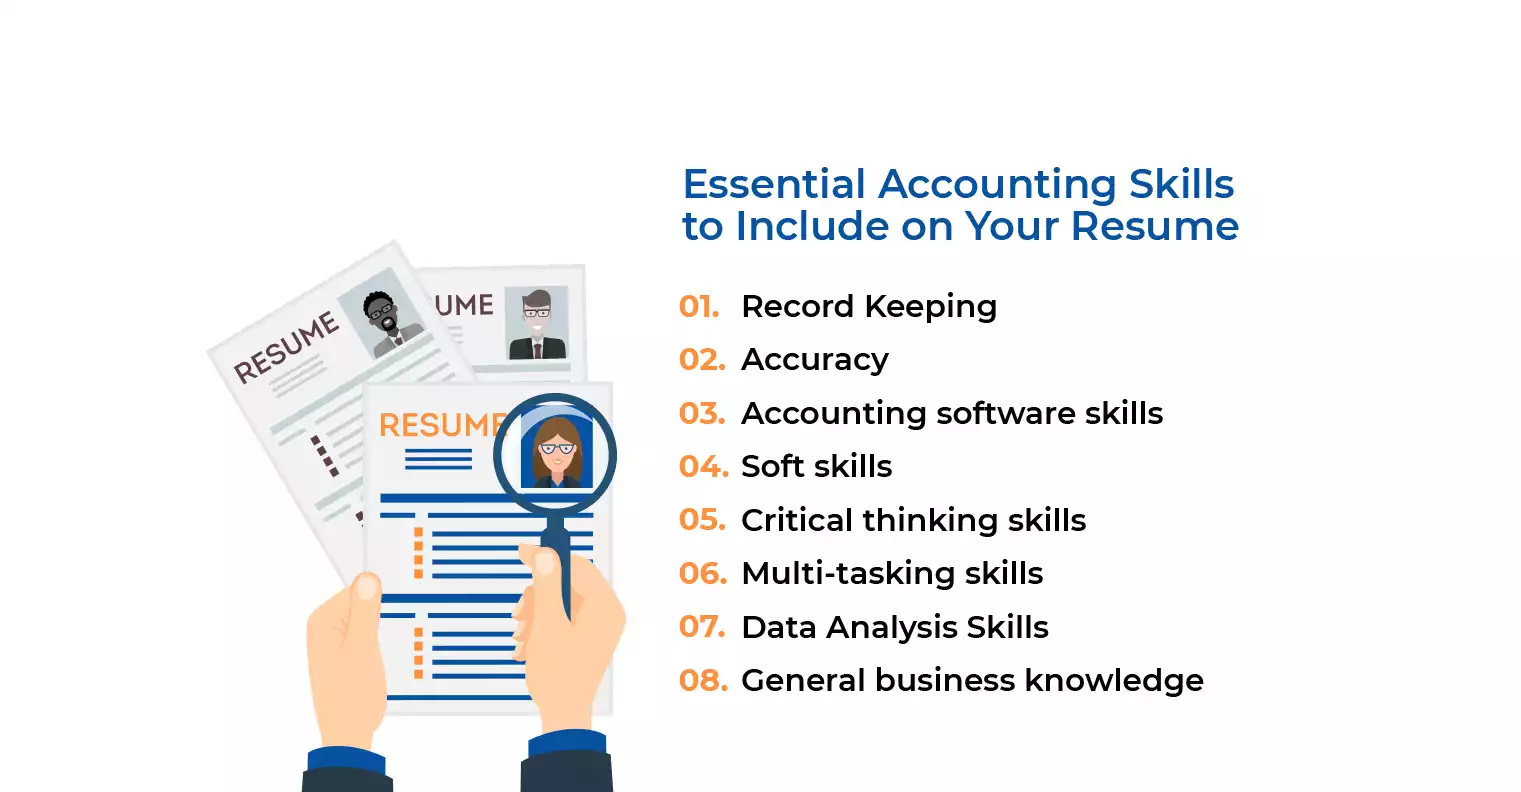 Essential Accounting Skills
to Include on Your Resume
01. Record Keeping
02. Accuracy
03. Accounting software skills
04. Soft skills
05. Critical thinking skills
06. Multi-tasking skills
07. Data Analysis Skills
08. General business knowledge
RESUME
UME
RESUME